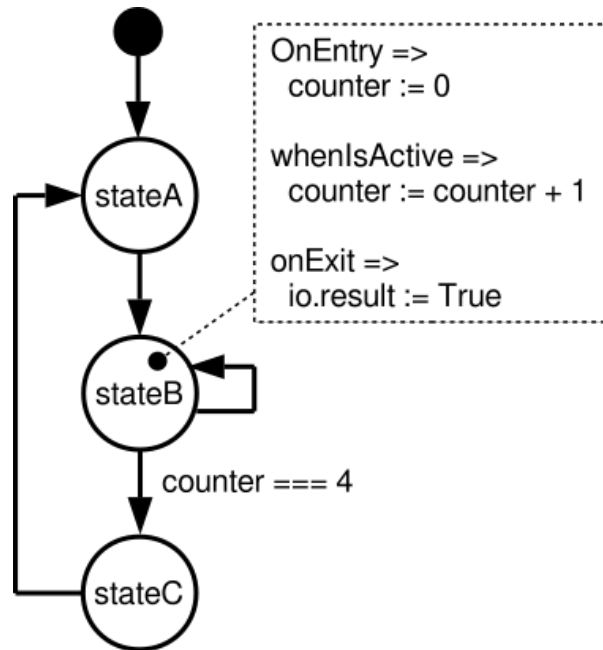 OnEntry =>
counter := 0
whenIsActive =>
counter := counter + 1
onExit =>
io.result := True
stateA
stateB
counter === 4
stateC